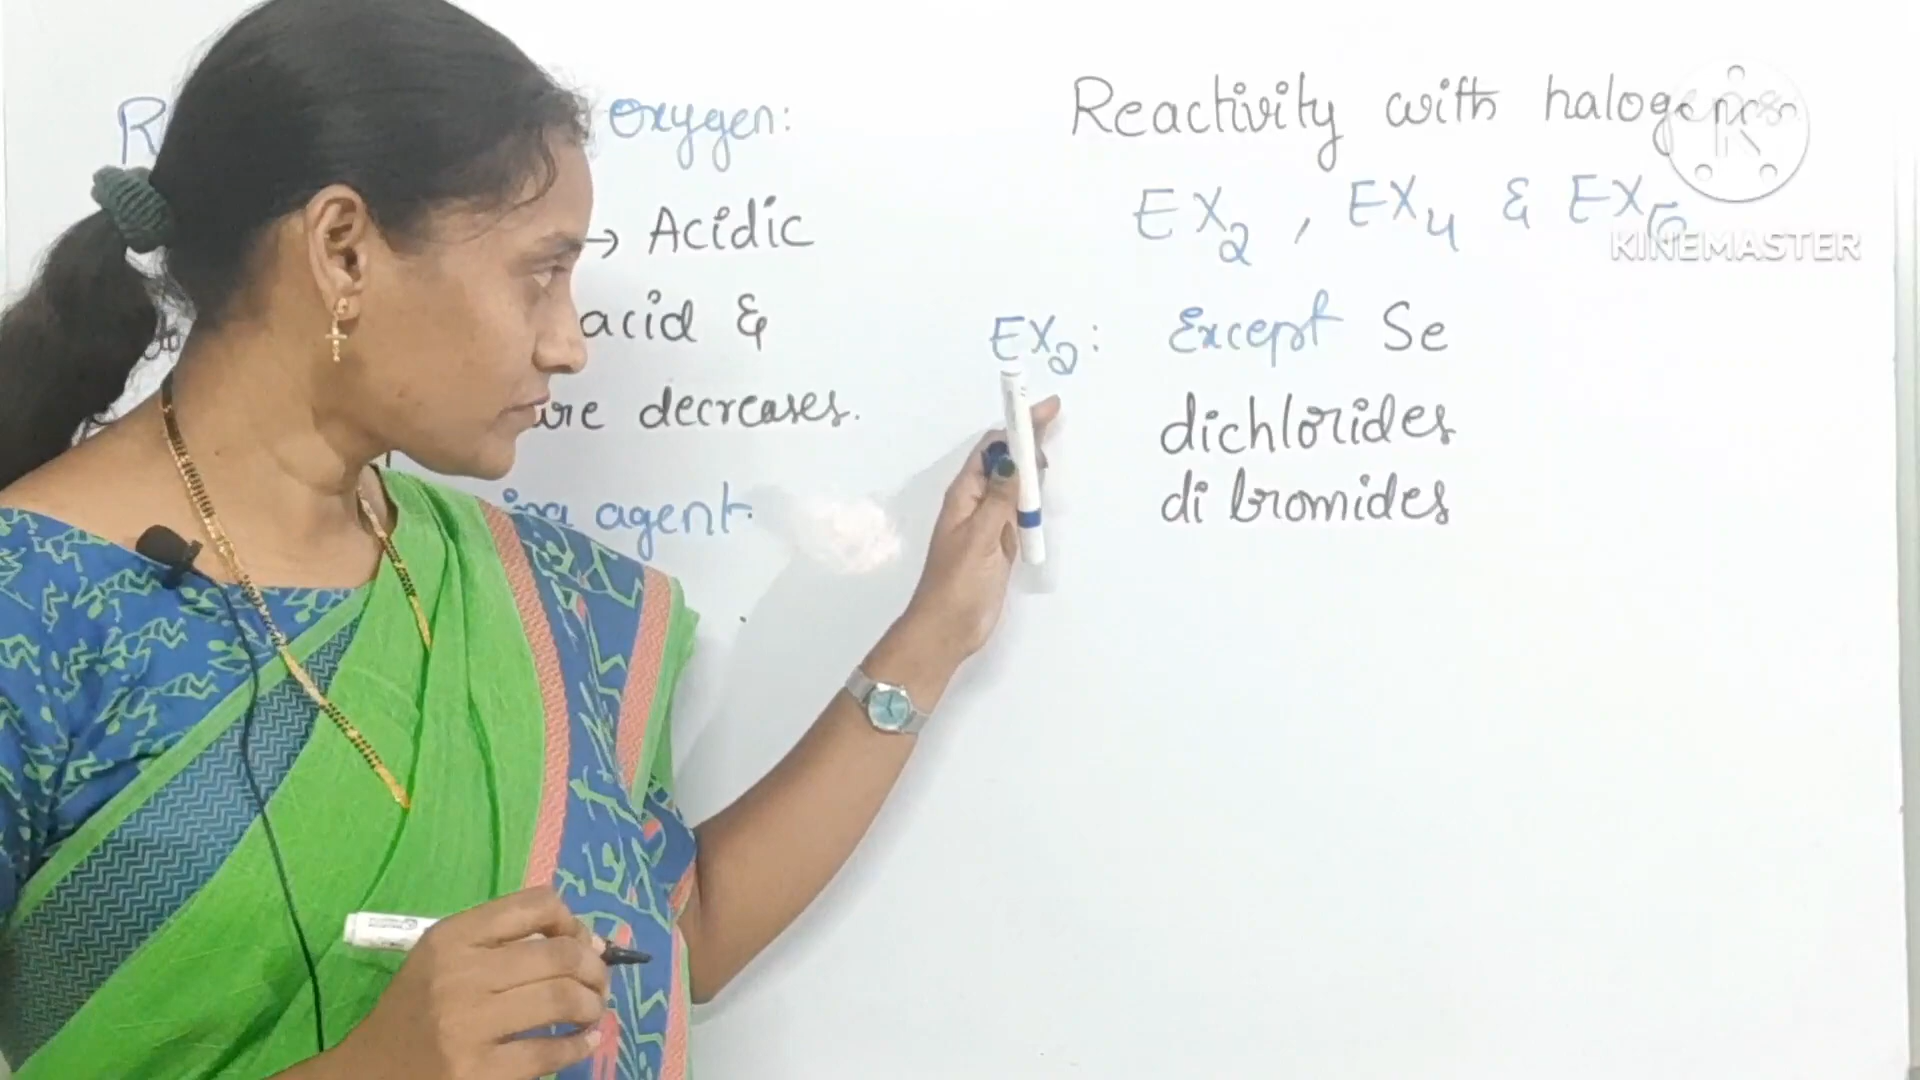 oxygen:
→ Acidic
acid &
decreases.
agent.
Reactivity with halogens
EX2, EX4 & EX6
KINEMASTER
EX2: Except Se
dichlorides
di bromides